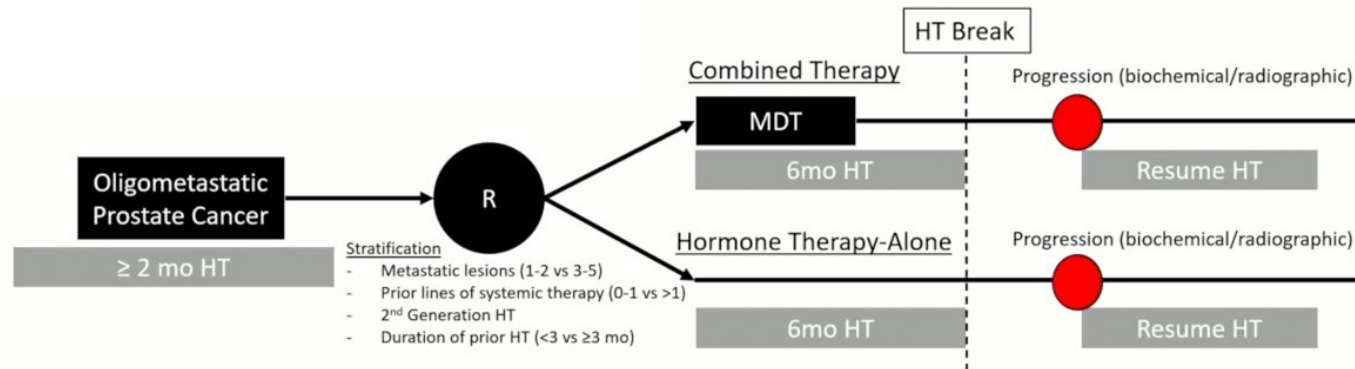 HT Break
Combined Therapy
Progression (biochemical/radiographic)
MDT
6mo HT
Resume HT
Oligometastatic
Prostate Cancer
≥ 2 mo HT
R
Stratification
- Metastatic lesions (1-2 vs 3-5)
- Prior lines of systemic therapy (0-1 vs >1)
- 2nd Generation HT
- Duration of prior HT (<3 vs ≥3 mo)
Hormone Therapy-Alone
Progression (biochemical/radiographic)
6mo HT
Resume HT